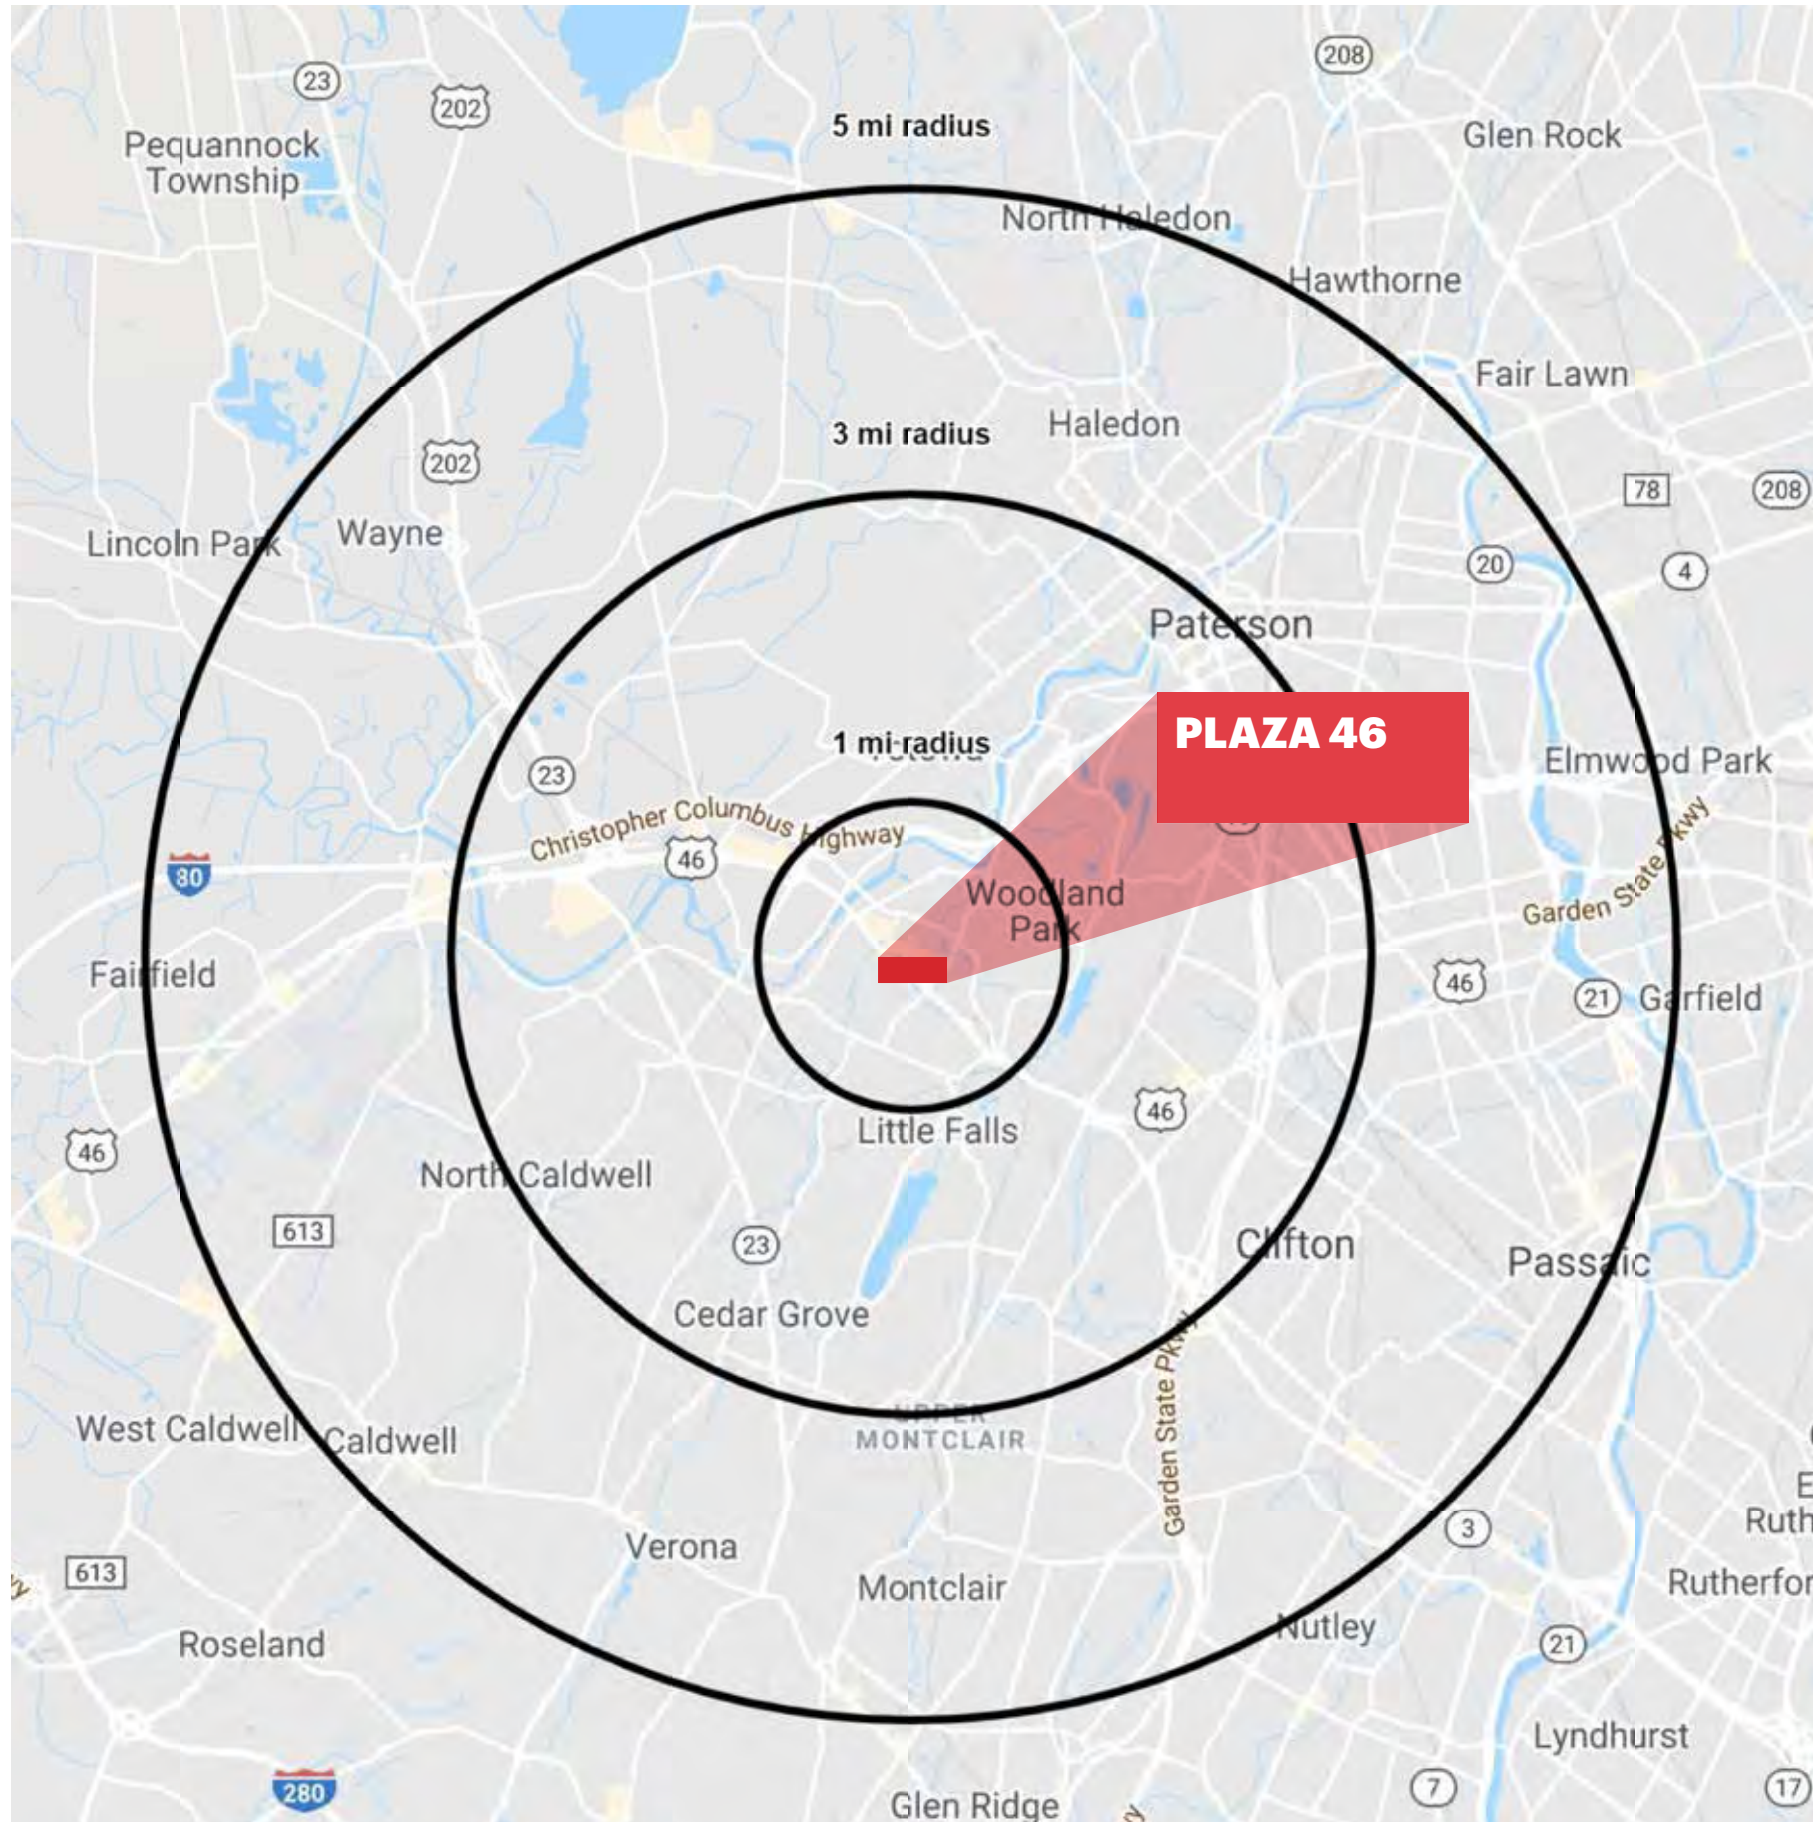 208
23
202
5 mi radius
Glen Rock
Pequannock
Township
North Haledon
Hawthorne
Fair Lawn
3 mi radius
Haledon
202
78
208
Lincoln Park
Wayne
20
4
Paterson
PLAZA 46
1 mi radius
23
Elmwood Park
Christopher Columbus Highway
46
80
Woodland
Park
Garden State Pkwy
Fairfield
46
21
Garfield
46
Little Falls
46
North Caldwell
613
23
Clifton
Passaic
Cedar Grove
Garden State Pkwy
UPPER
MONTCLAIR
West Caldwell
Caldwell
3
Verona
613
Montclair
Nutley
Roseland
21
Lyndhurst
280
7
17
Glen Ridge